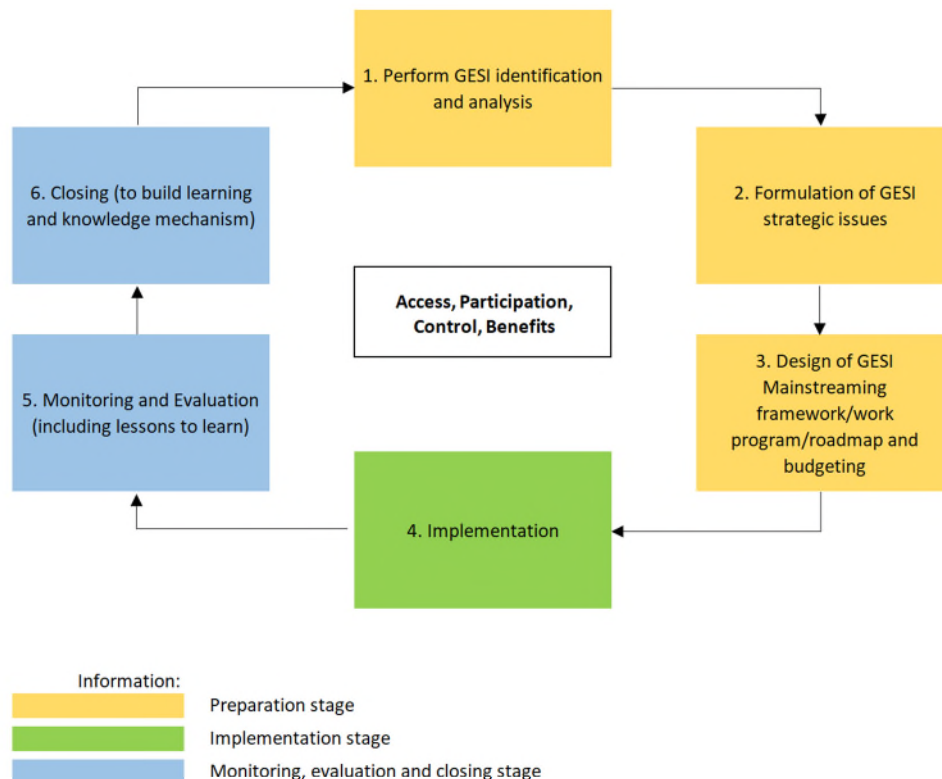 1. Perform GESI identification
and analysis
2. Formulation of GESI
strategic issues
3. Design of GESI
Mainstreaming
framework/work
program/roadmap and
budgeting
4. Implementation
5. Monitoring and Evaluation
(including lessons to learn)
6. Closing (to build learning
and knowledge mechanism)
Access, Participation,
Control, Benefits
Information:
Preparation stage
Implementation stage
Monitoring, evaluation and closing stage